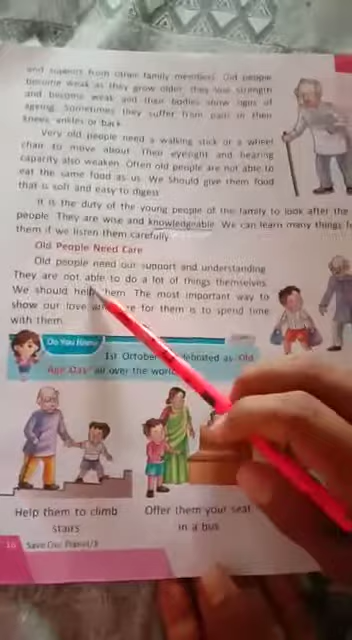 and support from other family members. Old people
become weak as they grow older, they lose strength
and become weak and their bodies show signs of
ageing. Sometimes, they suffer from pain in their
knees, ankles or back.
Very old people need a walking stick or a wheel
chair to move about. Their eyesight and hearing
capacity also weaken. Often old people are not able to
eat the same food as us. We Should give them food
that is soft and easy to digest.
It is the duty of the young people of the family to look after the
people. They are wise and knowledgeable. We can learn many
them if we listen them carefully.
Old People Need Care
Old people need our support and understanding
They are not able to do a lot of things themselves.
We should help them. The most important way to
show our love for them is to spend time
with them.
Do You Know
1st October celebrated as 'Old
Age Day' all over the world
Help them to climb
stairs
Offer them your seat
in a bus
16 Save Our Planet/3